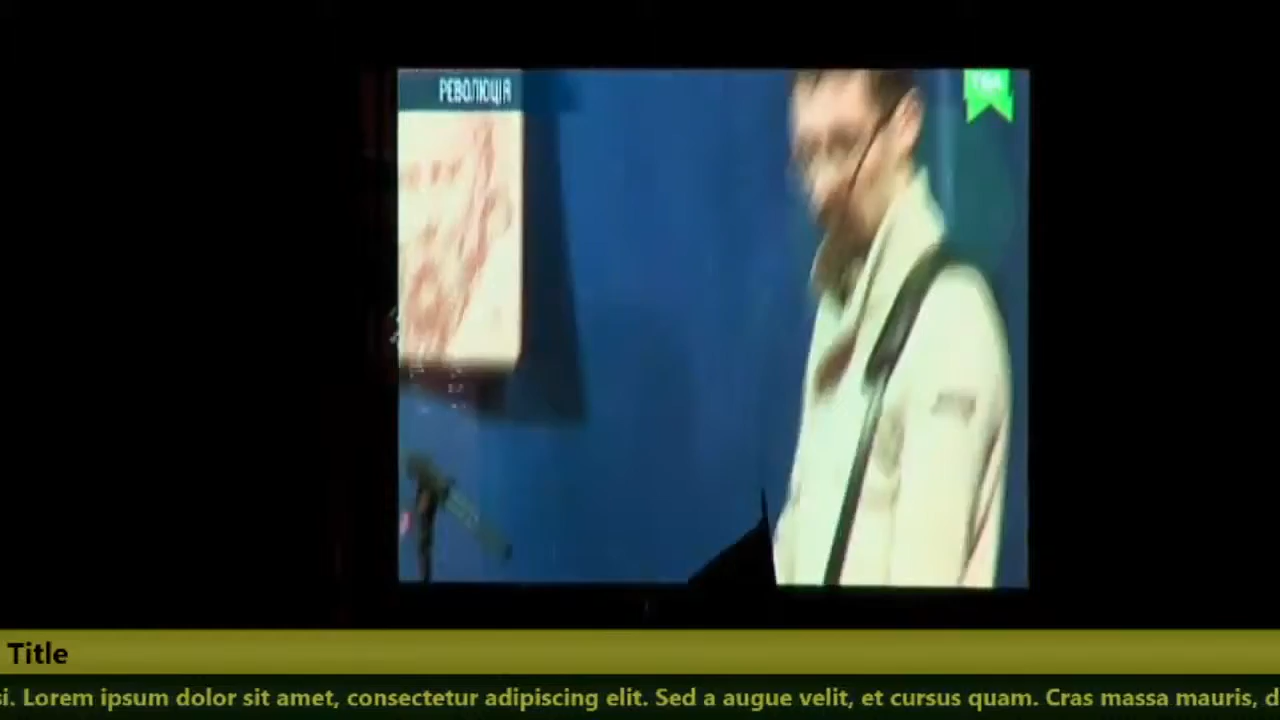 РЕВОЛЮЦІЯ
Title
si. Lorem ipsum dolor sit amet, consectetur adipiscing elit. Sed a augue velit, et cursus quam. Cras massa mauris, d